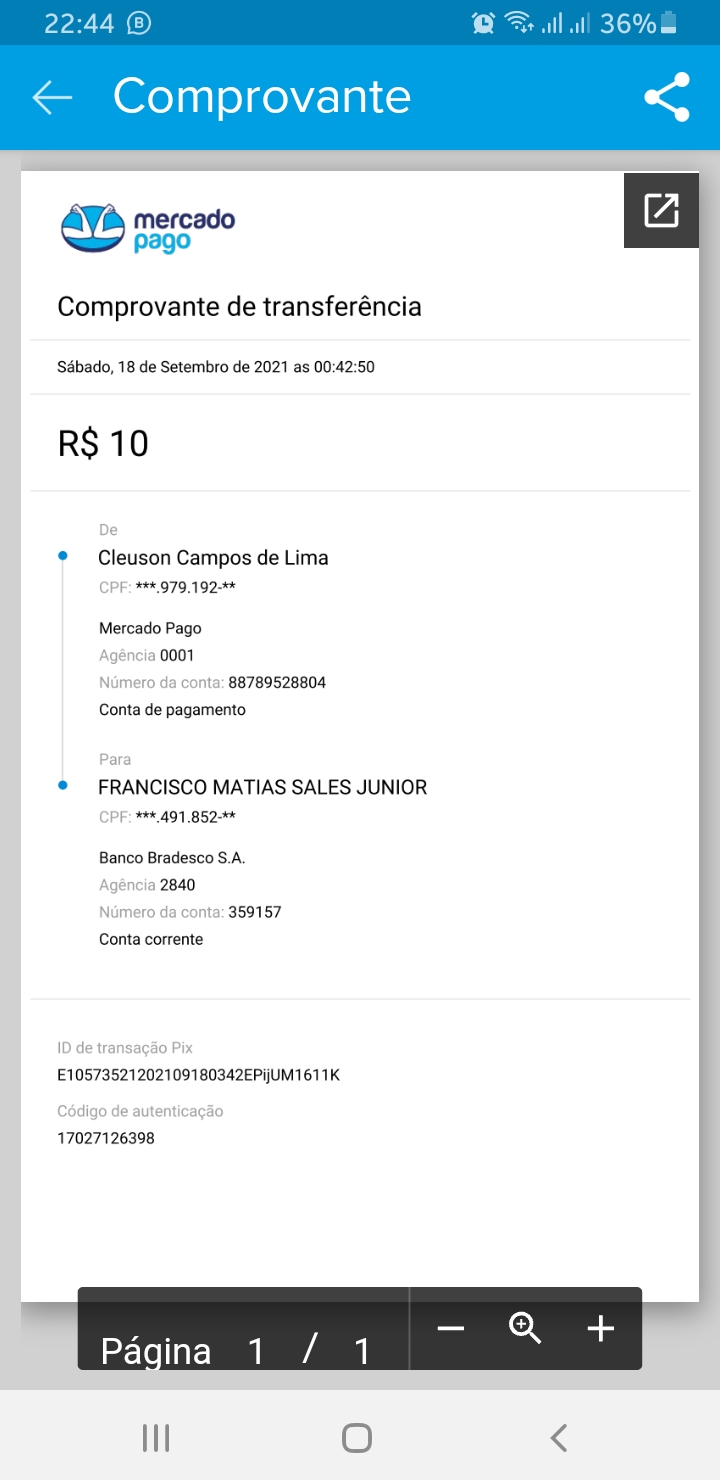 22:44 B 36%
Comprovante
mercado
pago
Comprovante de transferência
Sábado, 18 de Setembro de 2021 as 00:42:50
R$ 10
De
Cleuson Campos de Lima
CPF: ***.979.192-**
Mercado Pago
Agência 0001
Número da conta: 88789528804
Conta de pagamento
Para
FRANCISCO MATIAS SALES JUNIOR
CPF: ***.491.852-**
Banco Bradesco S.A.
Agência 2840
Número da conta: 359157
Conta corrente
ID de transação Pix
E10573521202109180342EPijUM1611K
Código de autenticação
17027126398
Página 1 / 1